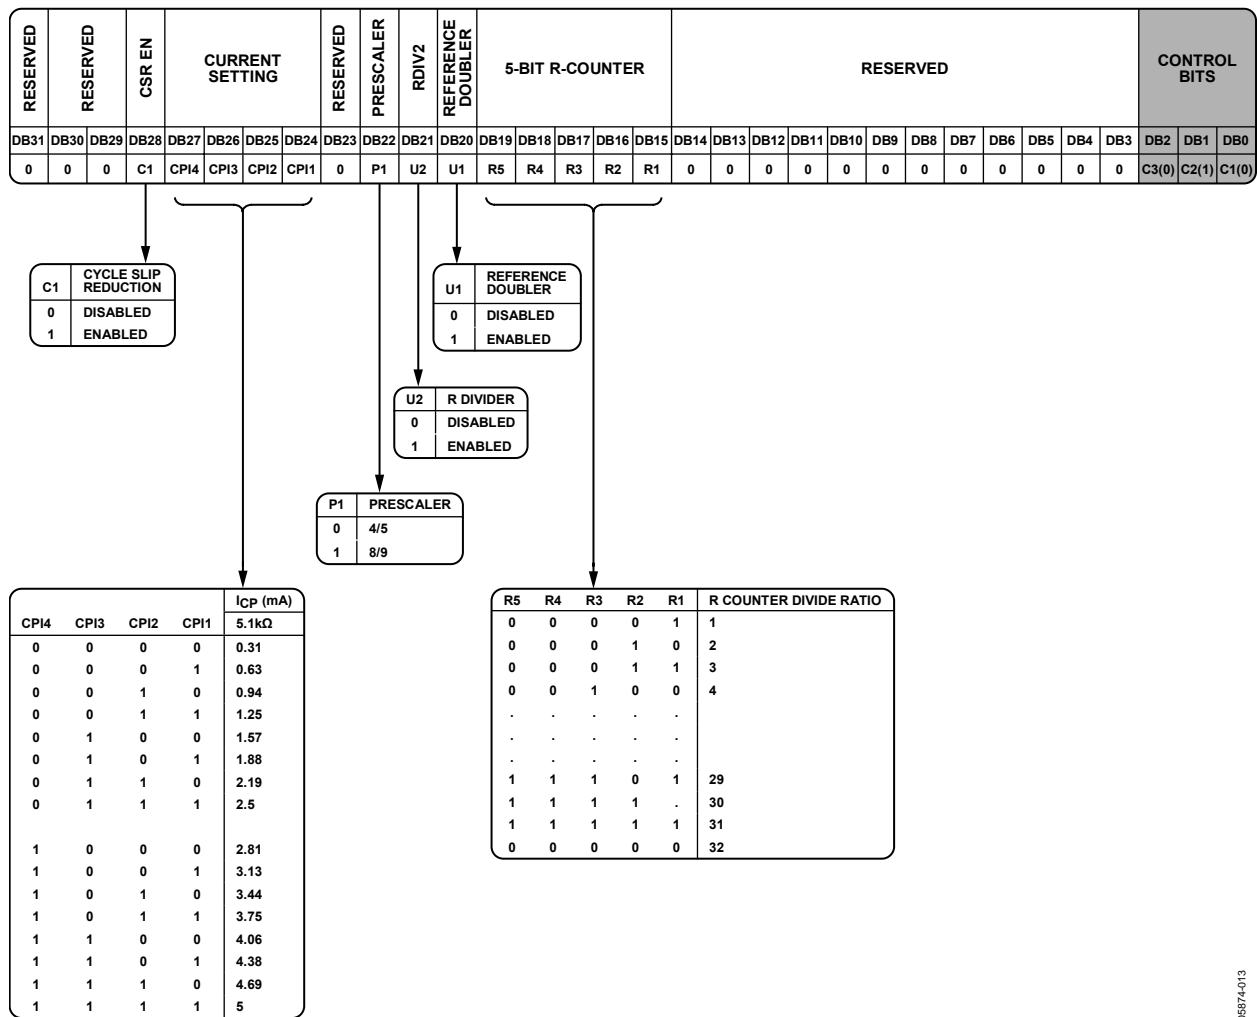 RESERVED RESERVED CSR EN CURRENT SETTING RESERVED PRESCALER RDIV2 REFERENCE DOUBLER 5-BIT R-COUNTER RESERVED CONTROL BITS
DB31 DB30 DB29 DB28 DB27 DB26 DB25 DB24 DB23 DB22 DB21 DB20 DB19 DB18 DB17 DB16 DB15 DB14 DB13 DB12 DB11 DB10 DB9 DB8 DB7 DB6 DB5 DB4 DB3 DB2 DB1 DB0
0 0 0 C1 CPI4 CPI3 CPI2 CPI1 0 P1 U2 U1 R5 R4 R3 R2 R1 0 0 0 0 0 0 0 0 0 0 0 0 C3(0) C2(1) C1(0)
C1 CYCLE SLIP REDUCTION
0 DISABLED
1 ENABLED
U1 REFERENCE DOUBLER
0 DISABLED
1 ENABLED
U2 R DIVIDER
0 DISABLED
1 ENABLED
P1 PRESCALER
0 4/5
1 8/9
ICP (mA)
CPI4 CPI3 CPI2 CPI1 5.1kΩ
0 0 0 0 0.31
0 0 0 1 0.63
0 0 1 0 0.94
0 0 1 1 1.25
0 1 0 0 1.57
0 1 0 1 1.88
0 1 1 0 2.19
0 1 1 1 2.5
1 0 0 0 2.81
1 0 0 1 3.13
1 0 1 0 3.44
1 0 1 1 3.75
1 1 0 0 4.06
1 1 0 1 4.38
1 1 1 0 4.69
1 1 1 1 5
R5 R4 R3 R2 R1 R COUNTER DIVIDE RATIO
0 0 0 0 1 1
0 0 0 1 0 2
0 0 0 1 1 3
0 0 1 0 0 4
. . . . .
. . . . .
. . . . .
1 1 1 0 1 29
1 1 1 1 . 30
1 1 1 1 1 31
0 0 0 0 0 32
05874-013